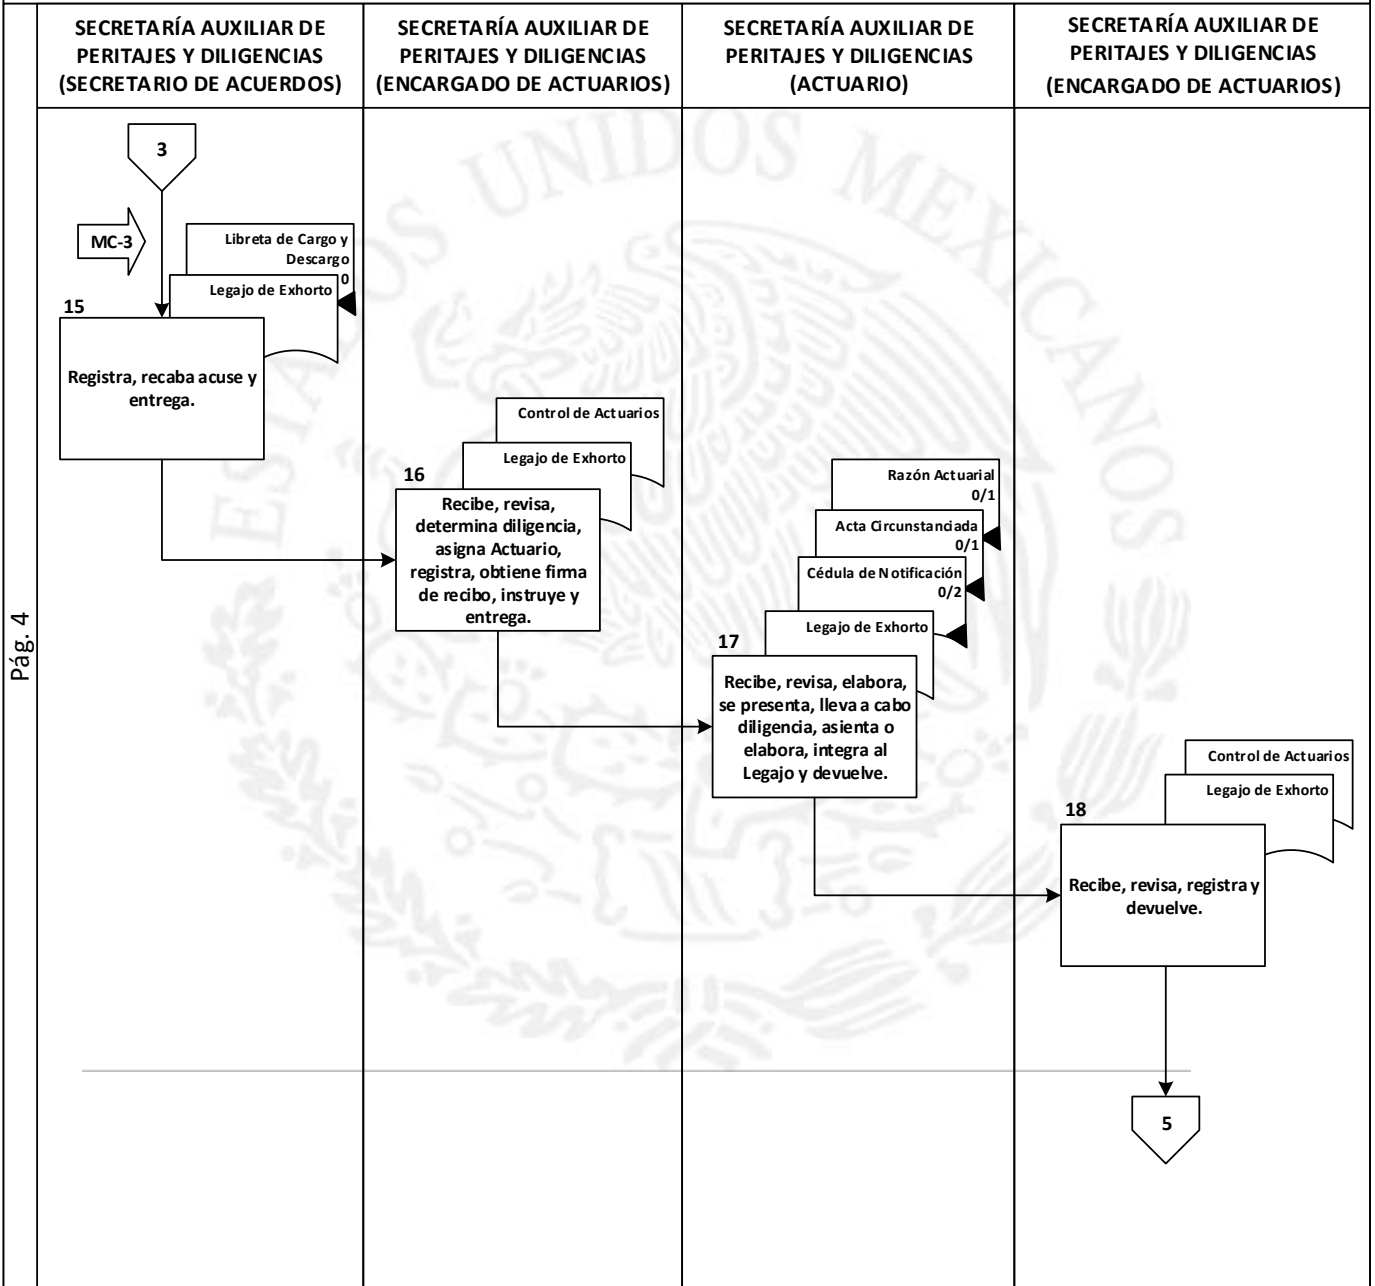 SECRETARÍA AUXILIAR DE
PERITAJES Y DILIGENCIAS
(SECRETARIO DE ACUERDOS)
SECRETARÍA AUXILIAR DE
PERITAJES Y DILIGENCIAS
(ENCARGADO DE ACTUARIOS)
SECRETARÍA AUXILIAR DE
PERITAJES Y DILIGENCIAS
(ACTUARIO)
SECRETARÍA AUXILIAR DE
PERITAJES Y DILIGENCIAS
(ENCARGADO DE ACTUARIOS)
Pág. 4
ESTADOS UNIDOS MEXICANOS
3
MC-3
Libreta de Cargo y
Descargo
0
Legajo de Exhorto
15
Registra, recaba acuse y
entrega.
Control de Actuarios
Legajo de Exhorto
16
Recibe, revisa,
determina diligencia,
asigna Actuario,
registra, obtiene firma
de recibo, instruye y
entrega.
Razón Actuarial
0/1
Acta Circunstanciada
0/1
Cédula de Notificación
0/2
Legajo de Exhorto
17
Recibe, revisa, elabora,
se presenta, lleva a cabo
diligencia, asienta o
elabora, integra al
Legajo y devuelve.
Control de Actuarios
Legajo de Exhorto
18
Recibe, revisa, registra y
devuelve.
5